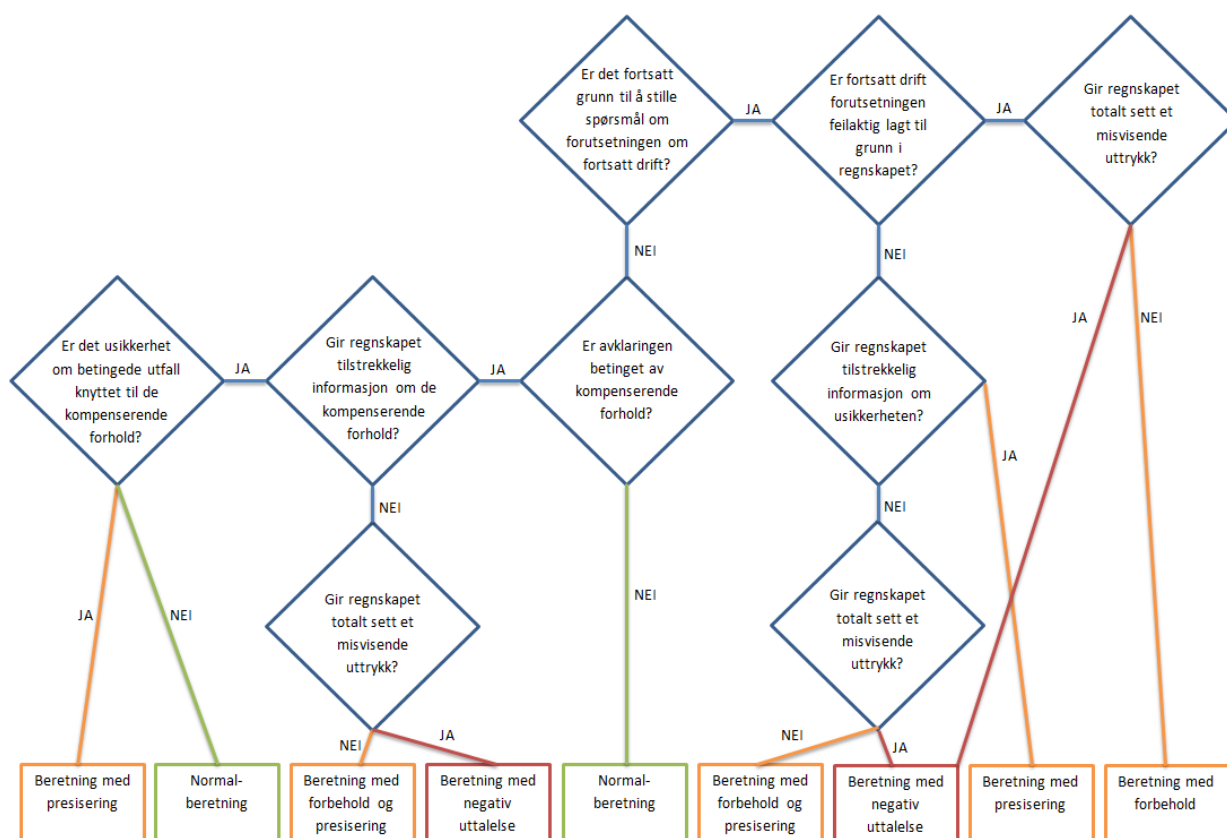 Er det fortsatt
grunn til å stille
spørsmål om
forutsetningen om
fortsatt drift?
JA
Er fortsatt drift
forutsetningen
feilaktig lagt til
grunn i
regnskapet?
JA
Gir regnskapet
totalt sett et
misvisende
uttrykk?
NEI
NEI
Er det usikkerhet
om betingede utfall
knyttet til de
kompenserende
forhold?
JA
Gir regnskapet
tilstrekkelig
informasjon om de
kompenserende
forhold?
JA
Er avklaringen
betinget av
kompenserende
forhold?
Gir regnskapet
tilstrekkelig
informasjon om
usikkerheten?
JA
NEI
JA
NEI
NEI
JA
NEI
Gir regnskapet
totalt sett et
misvisende
uttrykk?
NEI
Gir regnskapet
totalt sett et
misvisende
uttrykk?
NEI
JA
NEI
JA
Beretning med
presisering
Normal-
beretning
Beretning med
forbehold og
presisering
Beretning med
negativ
uttalelse
Normal-
beretning
Beretning med
forbehold og
presisering
Beretning med
negativ
uttalelse
Beretning med
presisering
Beretning med
forbehold